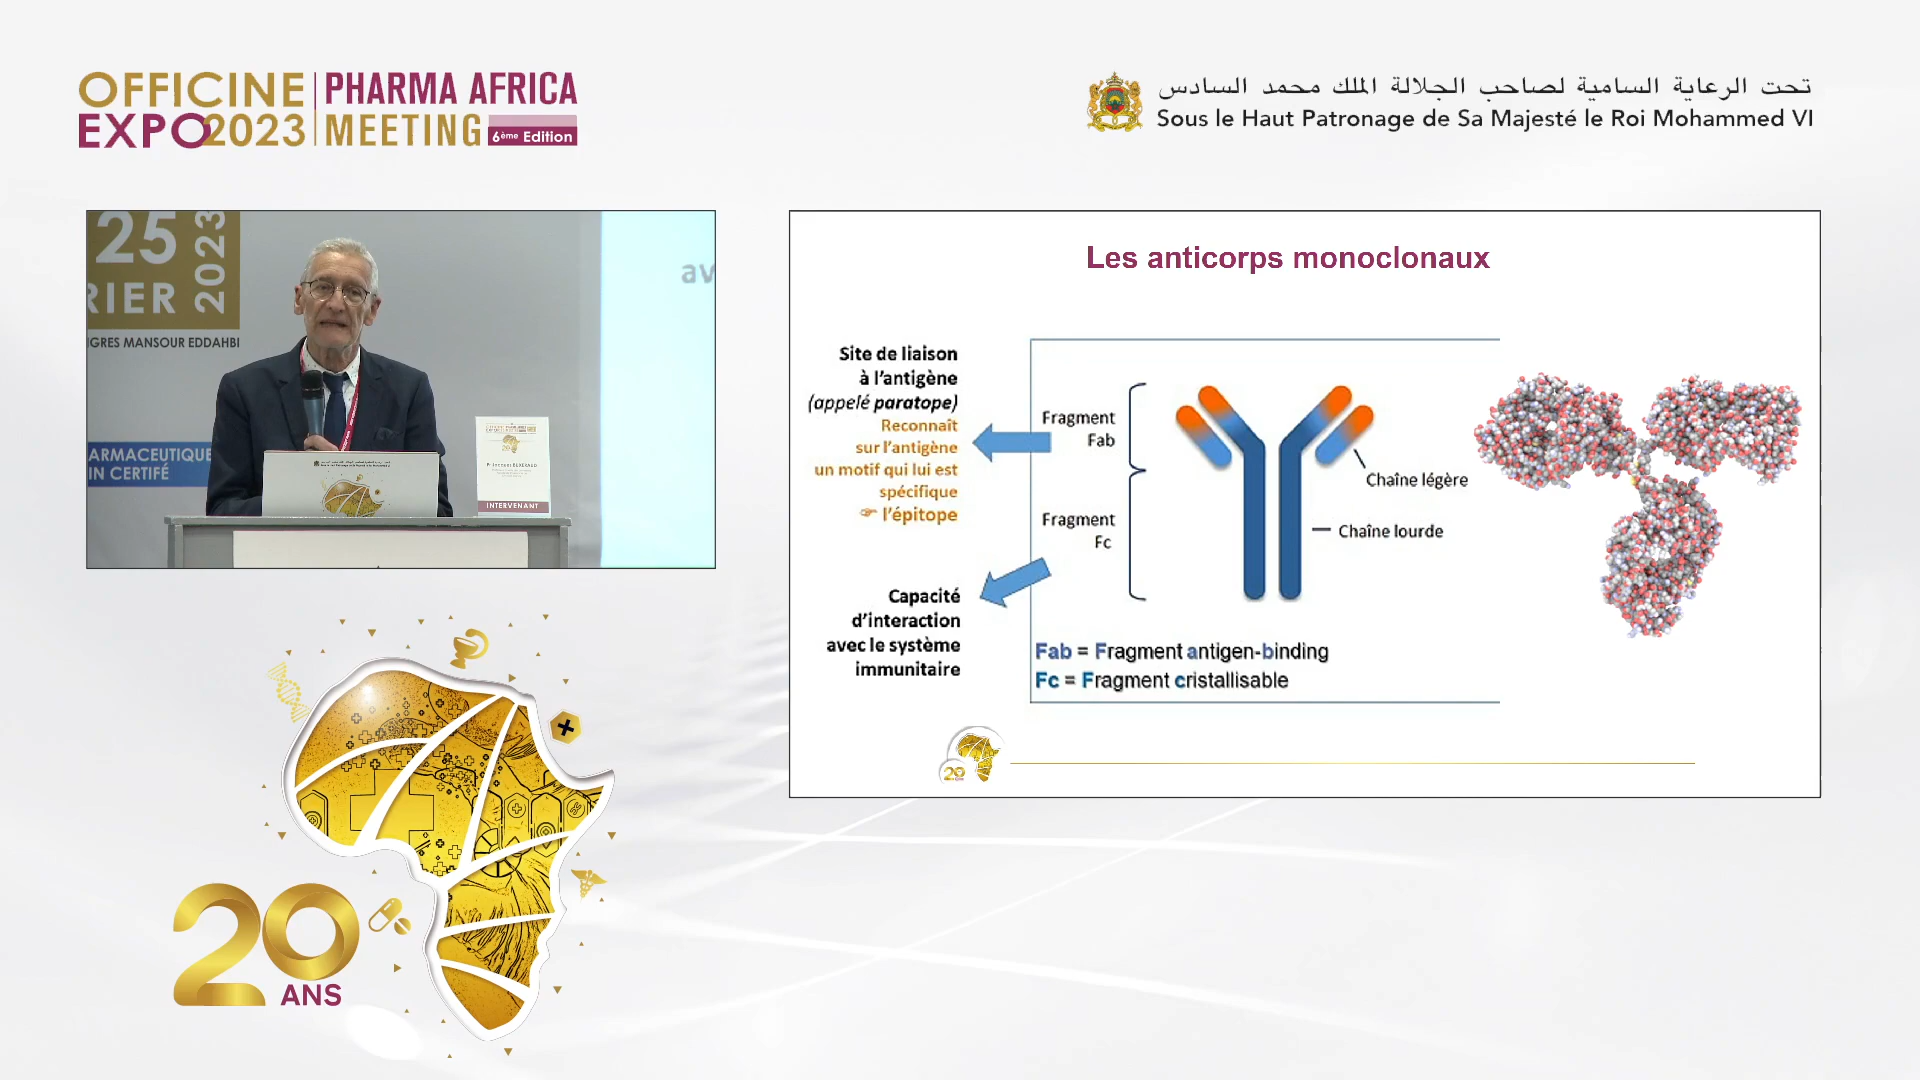 OFFICINE
EXPO2023
PHARMA AFRICA
MEETING
6ème Edition
تحت الرعاية السامية لصاحب الجلالة الملك محمد السادس
Sous le Haut Patronage de Sa Majesté le Roi Mohammed VI
25
RIER
2023
GRES MANSOUR EDDAHBI
ARMACEUTIQUE
IN CERTIFÉ
av
INTERVENANT
Les anticorps monoclonaux
Site de liaison
à l'antigène
(appelé paratope)
Reconnaît
sur l'antigène
un motif qui lui est
spécifique
☞ l'épitope
Capacité
d'interaction
avec le système
immunitaire
Fragment
Fab
Fragment
Fc
Chaîne légère
Chaîne lourde
Fab = Fragment antigen-binding
Fc = Fragment cristallisable
20
20
ANS